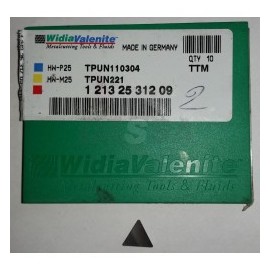 WidiaValenite
Metalcutting Tools & Fluids
MADE IN GERMANY
QTY 10
HW-P25 TPUN110304 TTM
HW-M25 TPUN221
1 213 25 312 09
2
WidiaValenite
Metalcutting Tools & Fluids